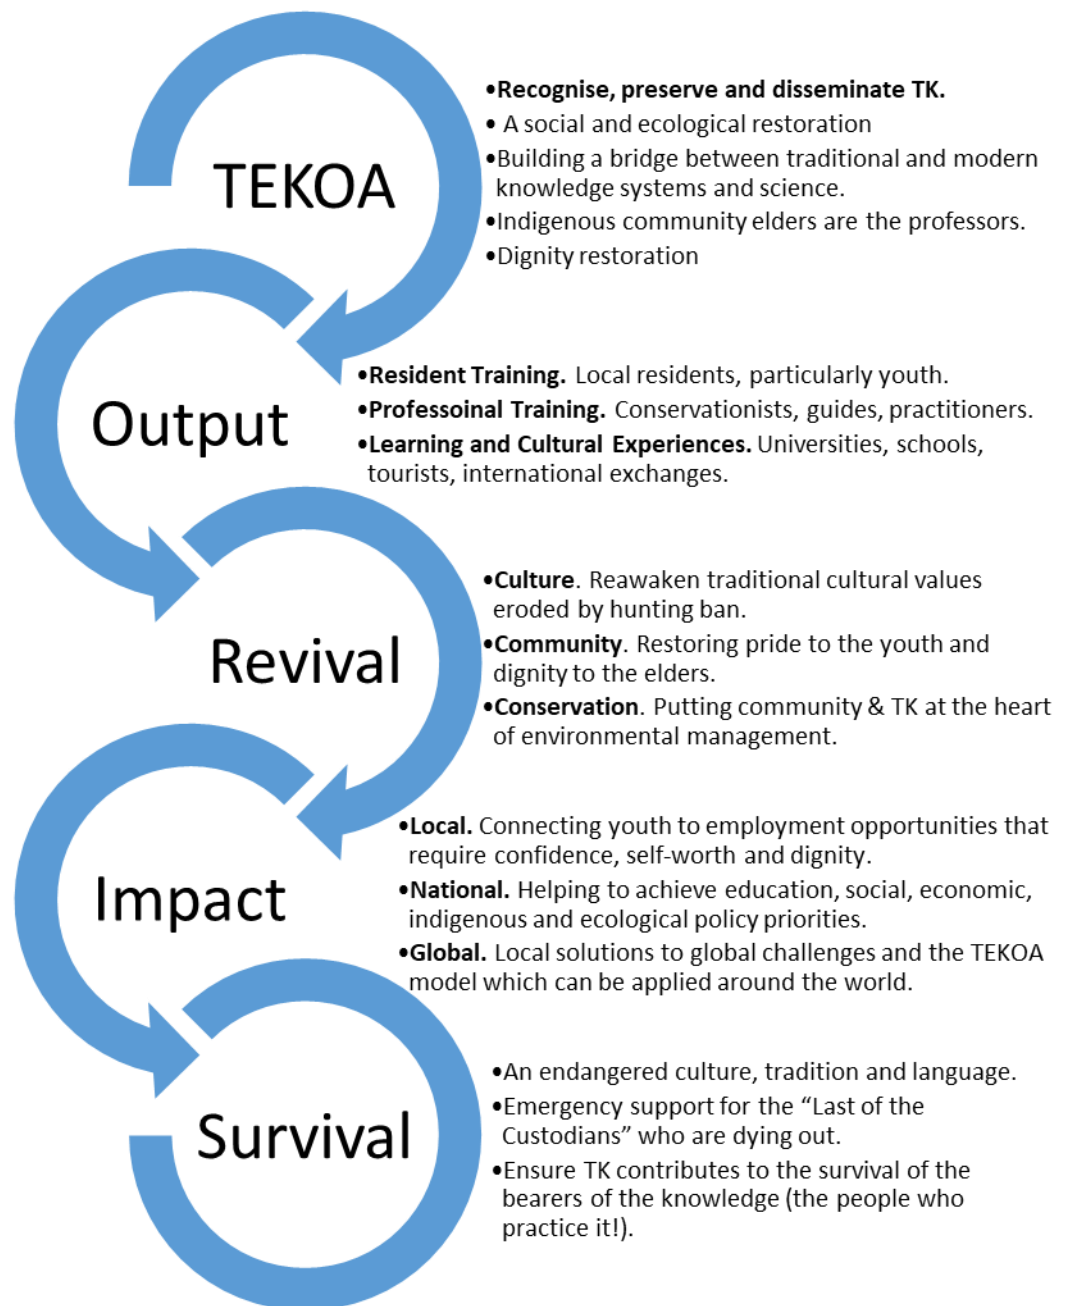 TEKOA
•Recognise, preserve and disseminate TK.
• A social and ecological restoration
•Building a bridge between traditional and modern
knowledge systems and science.
•Indigenous community elders are the professors.
•Dignity restoration
Output
•Resident Training. Local residents, particularly youth.
•Professoinal Training. Conservationists, guides, practitioners.
•Learning and Cultural Experiences. Universities, schools,
tourists, international exchanges.
Revival
•Culture. Reawaken traditional cultural values
eroded by hunting ban.
•Community. Restoring pride to the youth and
dignity to the elders.
•Conservation. Putting community & TK at the heart
of environmental management.
Impact
•Local. Connecting youth to employment opportunities that
require confidence, self-worth and dignity.
•National. Helping to achieve education, social, economic,
indigenous and ecological policy priorities.
•Global. Local solutions to global challenges and the TEKOA
model which can be applied around the world.
Survival
•An endangered culture, tradition and language.
•Emergency support for the “Last of the
Custodians” who are dying out.
•Ensure TK contributes to the survival of the
bearers of the knowledge (the people who
practice it!).